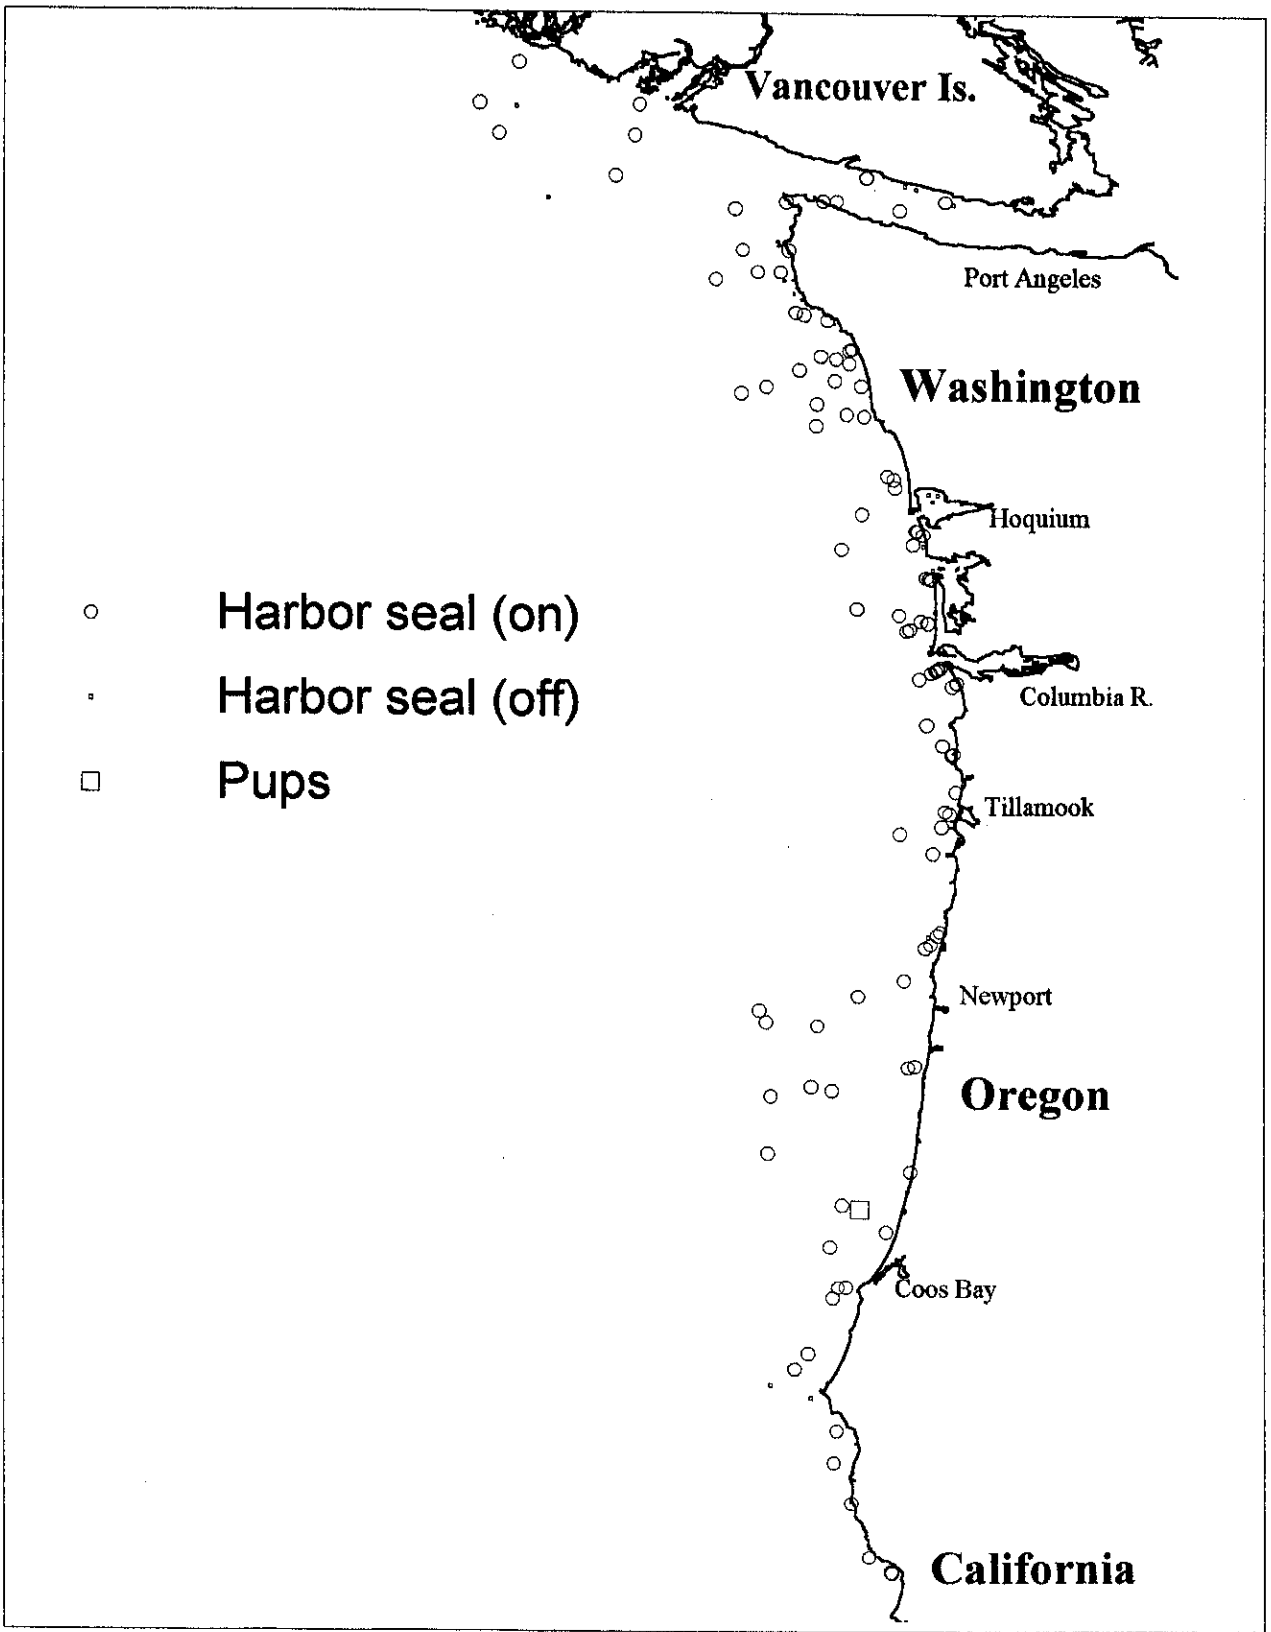 Vancouver Is.
Port Angeles
Washington
Hoquium
Harbor seal (on)
Harbor seal (off)
Columbia R.
Pups
Tillamook
Newport
Oregon
Coos Bay
California